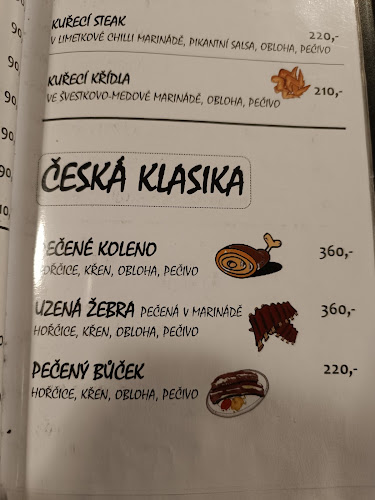 KUŘECÍ STEAK 220,-
V LIMETKOVÉ CHILLI MARINÁDĚ, PIKANTNÍ SALSA, OBLOHA, PEČIVO
KUŘECÍ KŘÍDLA 210,-
VE ŠVESTKOVO-MEDOVÉ MARINÁDĚ, OBLOHA, PEČIVO
ČESKÁ KLASIKA
PEČENÉ KOLENO 360,-
HOŘČICE, KŘEN, OBLOHA, PEČIVO
UZENÁ ŽEBRA PEČENÁ V MARINÁDĚ 360,-
HOŘČICE, KŘEN, OBLOHA, PEČIVO
PEČENÝ BŮČEK 220,-
HOŘČICE, KŘEN, OBLOHA, PEČIVO